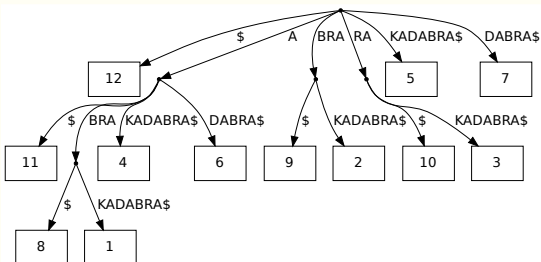 $ A BRA RA KADABRA$ DABRA$
12 5 7
$ BRA KADABRA$ DABRA$ $ KADABRA$ $ KADABRA$
11 4 6 9 2 10 3
$ KADABRA$
8 1